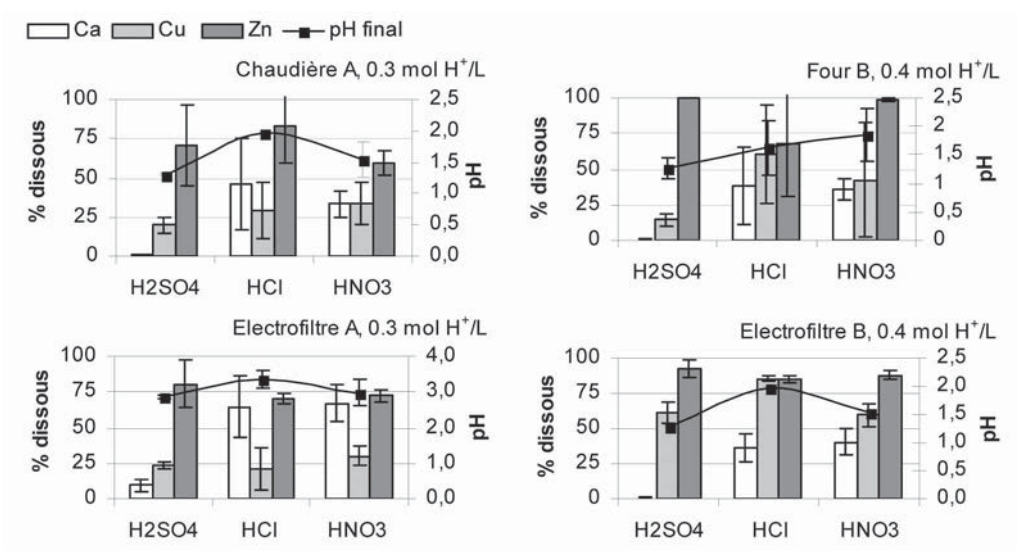 Ca Cu Zn pH final
Chaudière A, 0.3 mol H⁺/L
100
75
50
25
0
% dissous
2,5
2,0
1,5
1,0
0,5
0,0
pH
H2SO4 HCl HNO3
Four B, 0.4 mol H⁺/L
100
75
50
25
0
% dissous
2,5
2
1,5
1
0,5
0
pH
H2SO4 HCl HNO3
Electrofiltre A, 0.3 mol H⁺/L
100
75
50
25
0
% dissous
4,0
3,0
2,0
1,0
0,0
pH
H2SO4 HCl HNO3
Electrofiltre B, 0.4 mol H⁺/L
100
75
50
25
0
% dissous
2,5
2,0
1,5
1,0
0,5
0,0
pH
H2SO4 HCl HNO3